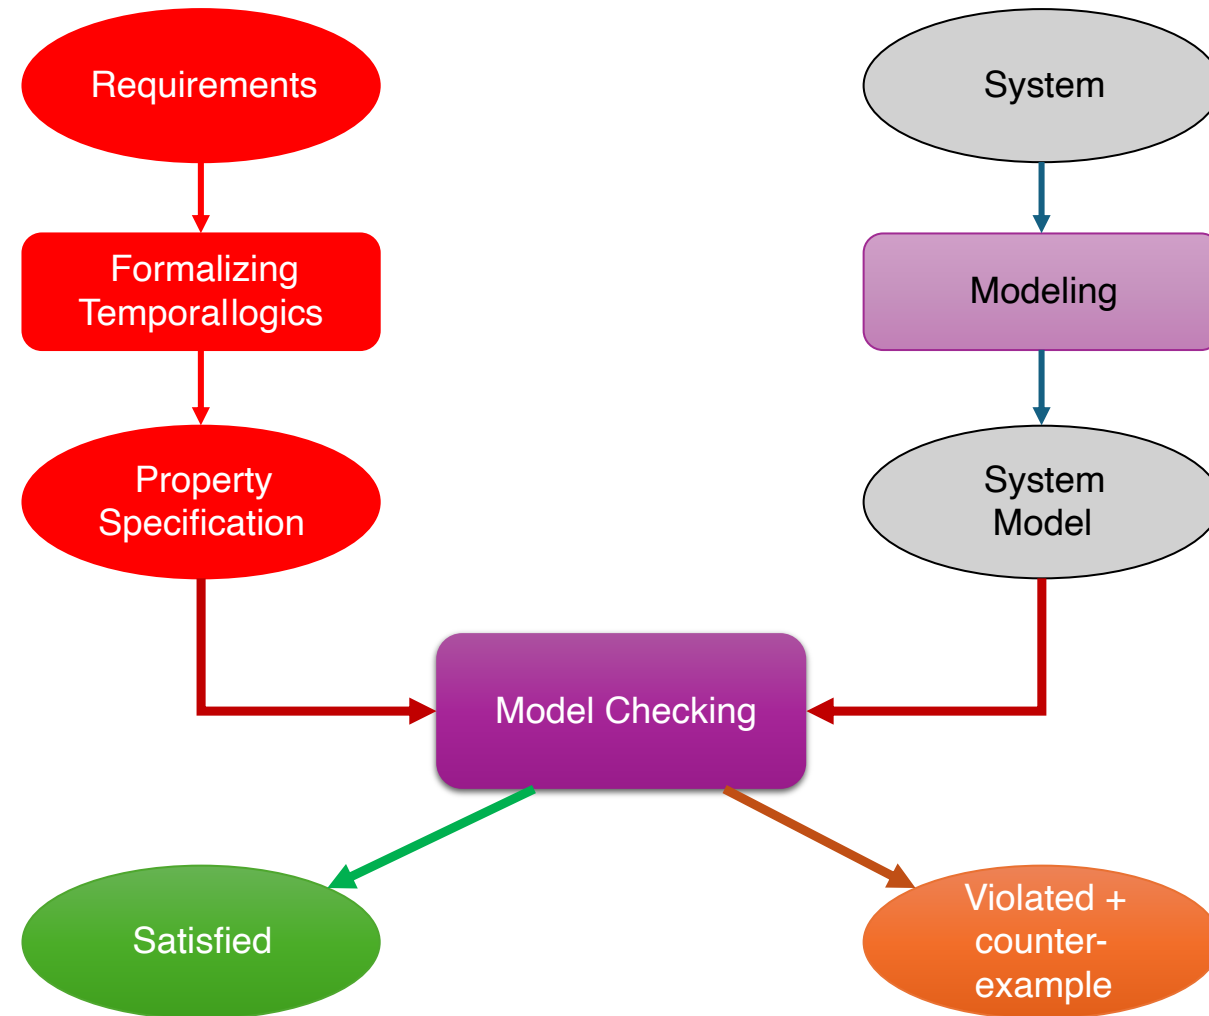 Requirements
System
Formalizing
Temporallogics
Modeling
Property
Specification
System
Model
Model Checking
Satisfied
Violated +
counter-
example